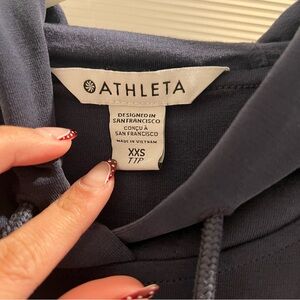 ATHLETA
DESIGNED IN
SAN FRANCISCO
CONÇU À
SAN FRANCISCO
MADE IN VIETNAM
XXS
TTP